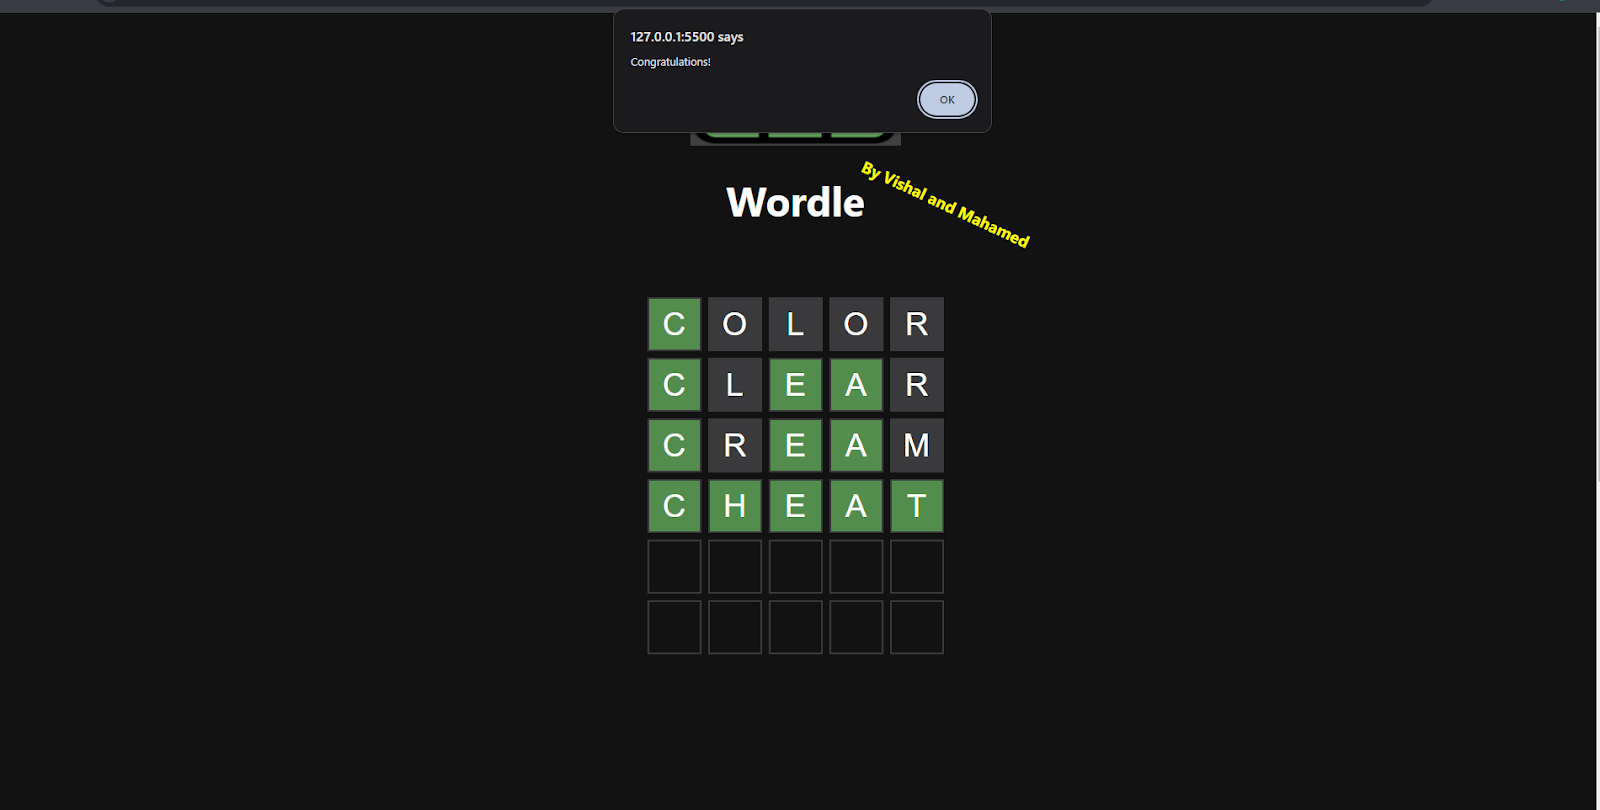 127.0.0.1:5500 says
Congratulations!
OK
By Vishal and Mahamed
Wordle
C O L O R
C L E A R
C R E A M
C H E A T